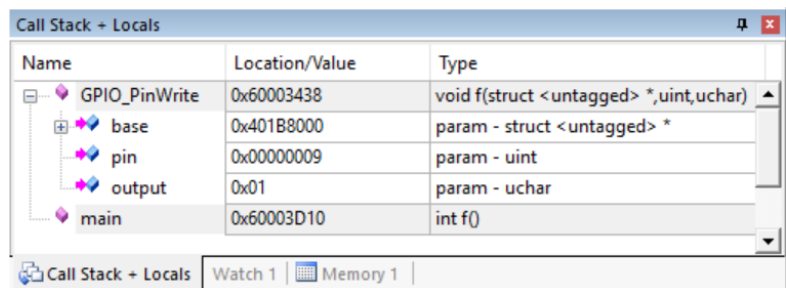 Call Stack + Locals
Name Location/Value Type
GPIO_PinWrite 0x60003438 void f(struct <untagged> *,uint,uchar)
base 0x401B8000 param - struct <untagged> *
pin 0x00000009 param - uint
output 0x01 param - uchar
main 0x60003D10 int f()
Call Stack + Locals Watch 1 Memory 1